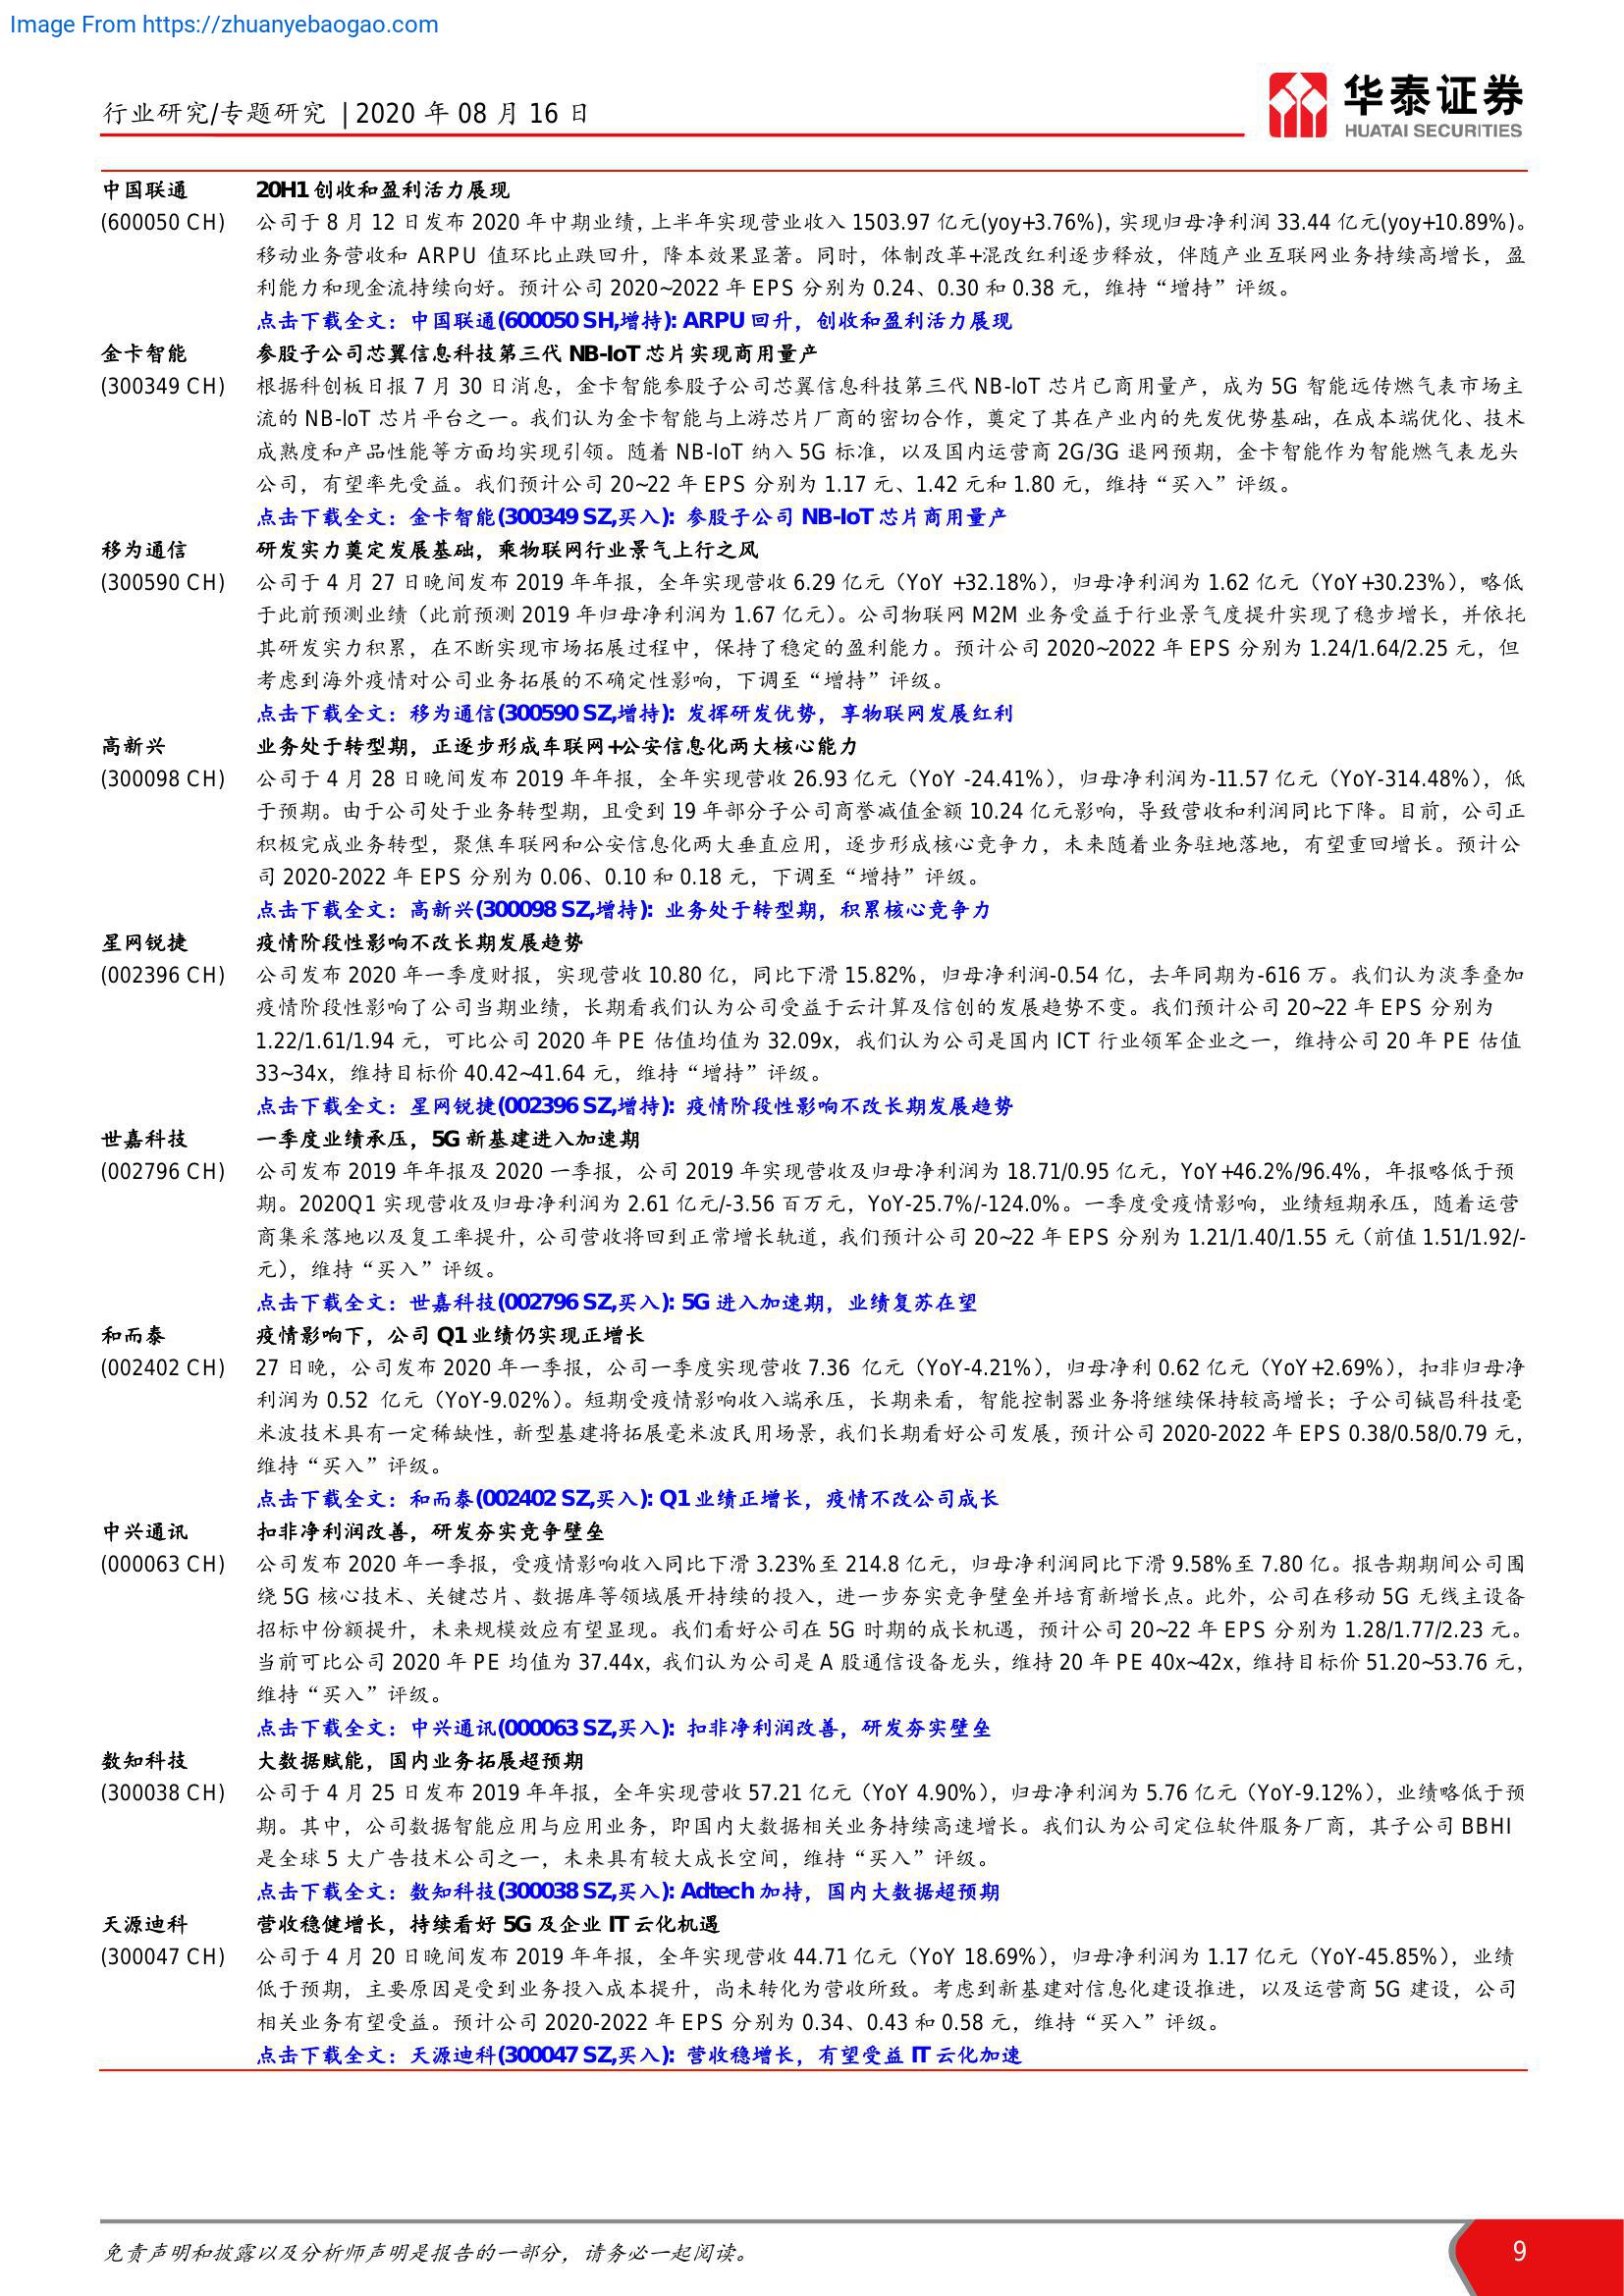 Image From https://zhuanyebaogao.com
行业研究/专题研究 | 2020 年 08 月 16 日
华泰证券
HUATAI SECURITIES
中国联通 20H1 创收和盈利活力展现
(600050 CH) 公司于 8 月 12 日发布 2020 年中期业绩，上半年实现营业收入 1503.97 亿元(yoy+3.76%)，实现归母净利润 33.44 亿元(yoy+10.89%)。
移动业务营收和 ARPU 值环比止跌回升，降本效果显著。同时，体制改革+混改红利逐步释放，伴随产业互联网业务持续高增长，盈
利能力和现金流持续向好。预计公司 2020~2022 年 EPS 分别为 0.24、0.30 和 0.38 元，维持“增持”评级。
点击下载全文：中国联通(600050 SH,增持): ARPU 回升，创收和盈利活力展现
金卡智能 参股子公司芯翼信息科技第三代 NB-IoT 芯片实现商用量产
(300349 CH) 根据科创板日报 7 月 30 日消息，金卡智能参股子公司芯翼信息科技第三代 NB-IoT 芯片已商用量产，成为 5G 智能远传燃气表市场主
流的 NB-IoT 芯片平台之一。我们认为金卡智能与上游芯片厂商的密切合作，奠定了其在产业内的先发优势基础，在成本端优化、技术
成熟度和产品性能等方面均实现引领。随着 NB-IoT 纳入 5G 标准，以及国内运营商 2G/3G 退网预期，金卡智能作为智能燃气表龙头
公司，有望率先受益。我们预计公司 20~22 年 EPS 分别为 1.17 元、1.42 元和 1.80 元，维持“买入”评级。
点击下载全文：金卡智能(300349 SZ,买入)：参股子公司 NB-IoT 芯片商用量产
移为通信 研发实力奠定发展基础，乘物联网行业景气上行之风
(300590 CH) 公司于 4 月 27 日晚间发布 2019 年年报，全年实现营收 6.29 亿元（YoY +32.18%），归母净利润为 1.62 亿元（YoY+30.23%），略低
于此前预测业绩（此前预测 2019 年归母净利润为 1.67 亿元）。公司物联网 M2M 业务受益于行业景气度提升实现了稳步增长，并依托
其研发实力积累，在不断实现市场拓展过程中，保持了稳定的盈利能力。预计公司 2020~2022 年 EPS 分别为 1.24/1.64/2.25 元，但
考虑到海外疫情对公司业务拓展的不确定性影响，下调至“增持”评级。
点击下载全文：移为通信(300590 SZ,增持)：发挥研发优势，享物联网发展红利
高新兴 业务处于转型期，正逐步形成车联网+公安信息化两大核心能力
(300098 CH) 公司于 4 月 28 日晚间发布 2019 年年报，全年实现营收 26.93 亿元（YoY -24.41%），归母净利润为-11.57 亿元（YoY-314.48%），低
于预期。由于公司处于业务转型期，且受到 19 年部分子公司商誉减值金额 10.24 亿元影响，导致营收和利润同比下降。目前，公司正
积极完成业务转型，聚焦车联网和公安信息化两大垂直应用，逐步形成核心竞争力，未来随着业务驻地落地，有望重回增长。预计公
司 2020-2022 年 EPS 分别为 0.06、0.10 和 0.18 元，下调至“增持”评级。
点击下载全文：高新兴(300098 SZ,增持)：业务处于转型期，积累核心竞争力
星网锐捷 疫情阶段性影响不改长期发展趋势
(002396 CH) 公司发布 2020 年一季度财报，实现营收 10.80 亿，同比下滑 15.82%，归母净利润-0.54 亿，去年同期为-616 万。我们认为淡季叠加
疫情阶段性影响了公司当期业绩，长期看我们认为公司受益于云计算及信创的发展趋势不变。我们预计公司 20~22 年 EPS 分别为
1.22/1.61/1.94 元，可比公司 2020 年 PE 估值均值为 32.09x，我们认为公司是国内 ICT 行业领军企业之一，维持公司 20 年 PE 估值
33~34x，维持目标价 40.42~41.64 元，维持“增持”评级。
点击下载全文：星网锐捷(002396 SZ,增持)：疫情阶段性影响不改长期发展趋势
世嘉科技 一季度业绩承压，5G 新基建进入加速期
(002796 CH) 公司发布 2019 年年报及 2020 一季报，公司 2019 年实现营收及归母净利润为 18.71/0.95 亿元，YoY+46.2%/96.4%，年报略低于预
期。2020Q1 实现营收及归母净利润为 2.61 亿元/-3.56 百万元，YoY-25.7%/-124.0%。一季度受疫情影响，业绩短期承压，随着运营
商集采落地以及复工率提升，公司营收将回到正常增长轨道，我们预计公司 20~22 年 EPS 分别为 1.21/1.40/1.55 元（前值 1.51/1.92/-
元），维持“买入”评级。
点击下载全文：世嘉科技(002796 SZ,买入): 5G 进入加速期，业绩复苏在望
和而泰 疫情影响下，公司 Q1 业绩仍实现正增长
(002402 CH) 27 日晚，公司发布 2020 年一季报，公司一季度实现营收 7.36 亿元（YoY-4.21%），归母净利 0.62 亿元（YoY+2.69%），扣非归母净
利润为 0.52 亿元（YoY-9.02%）。短期受疫情影响收入端承压，长期来看，智能控制器业务将继续保持较高增长；子公司铖昌科技毫
米波技术具有一定稀缺性，新型基建将拓展毫米波民用场景，我们长期看好公司发展，预计公司 2020-2022 年 EPS 0.38/0.58/0.79 元，
维持“买入”评级。
点击下载全文：和而泰(002402 SZ,买入): Q1 业绩正增长，疫情不改公司成长
中兴通讯 扣非净利润改善，研发夯实竞争壁垒
(000063 CH) 公司发布 2020 年一季报，受疫情影响收入同比下滑 3.23%至 214.8 亿元，归母净利润同比下滑 9.58%至 7.80 亿。报告期期间公司围
绕 5G 核心技术、关键芯片、数据库等领域展开持续的投入，进一步夯实竞争壁垒并培育新增长点。此外，公司在移动 5G 无线主设备
招标中份额提升，未来规模效应有望显现。我们看好公司在 5G 时期的成长机遇，预计公司 20~22 年 EPS 分别为 1.28/1.77/2.23 元。
当前可比公司 2020 年 PE 均值为 37.44x，我们认为公司是 A 股通信设备龙头，维持 20 年 PE 40x~42x，维持目标价 51.20~53.76 元，
维持“买入”评级。
点击下载全文：中兴通讯(000063 SZ,买入)：扣非净利润改善，研发夯实壁垒
数知科技 大数据赋能，国内业务拓展超预期
(300038 CH) 公司于 4 月 25 日发布 2019 年年报，全年实现营收 57.21 亿元（YoY 4.90%），归母净利润为 5.76 亿元（YoY-9.12%），业绩略低于预
期。其中，公司数据智能应用与应用业务，即国内大数据相关业务持续高速增长。我们认为公司定位软件服务厂商，其子公司 BBHI
是全球 5 大广告技术公司之一，未来具有较大成长空间，维持“买入”评级。
点击下载全文：数知科技(300038 SZ,买入): Adtech 加持，国内大数据超预期
天源迪科 营收稳健增长，持续看好 5G 及企业 IT 云化机遇
(300047 CH) 公司于 4 月 20 日晚间发布 2019 年年报，全年实现营收 44.71 亿元（YoY 18.69%），归母净利润为 1.17 亿元（YoY-45.85%），业绩
低于预期，主要原因是受到业务投入成本提升，尚未转化为营收所致。考虑到新基建对信息化建设推进，以及运营商 5G 建设，公司
相关业务有望受益。预计公司 2020-2022 年 EPS 分别为 0.34、0.43 和 0.58 元，维持“买入”评级。
点击下载全文：天源迪科(300047 SZ,买入)：营收稳增长，有望受益 IT 云化加速
免责声明和披露以及分析师声明是报告的一部分，请务必一起阅读。 9